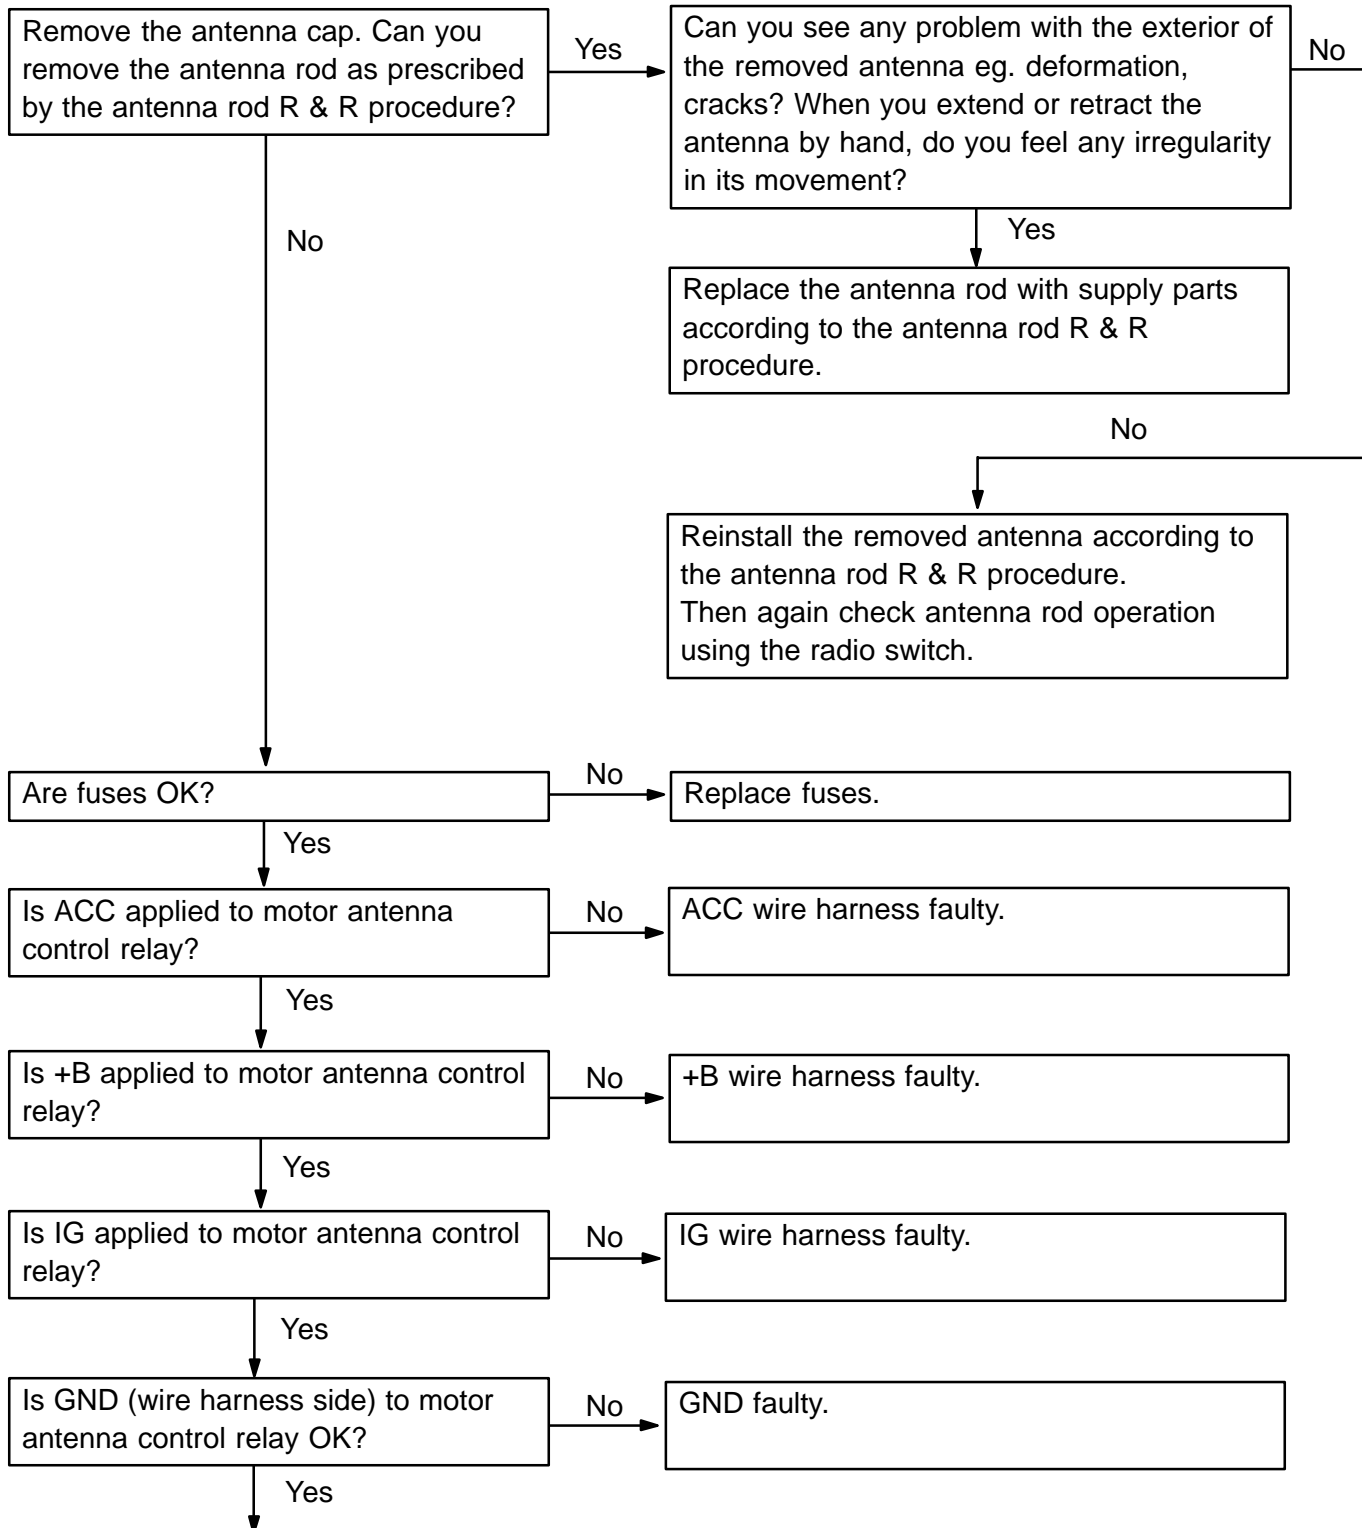 Remove the antenna cap. Can you
remove the antenna rod as prescribed
by the antenna rod R & R procedure?
Yes
Can you see any problem with the exterior of
the removed antenna eg. deformation,
cracks? When you extend or retract the
antenna by hand, do you feel any irregularity
in its movement?
No
No
Yes
Replace the antenna rod with supply parts
according to the antenna rod R & R
procedure.
No
Reinstall the removed antenna according to
the antenna rod R & R procedure.
Then again check antenna rod operation
using the radio switch.
Are fuses OK?
No
Replace fuses.
Yes
Is ACC applied to motor antenna
control relay?
No
ACC wire harness faulty.
Yes
Is +B applied to motor antenna control
relay?
No
+B wire harness faulty.
Yes
Is IG applied to motor antenna control
relay?
No
IG wire harness faulty.
Yes
Is GND (wire harness side) to motor
antenna control relay OK?
No
GND faulty.
Yes